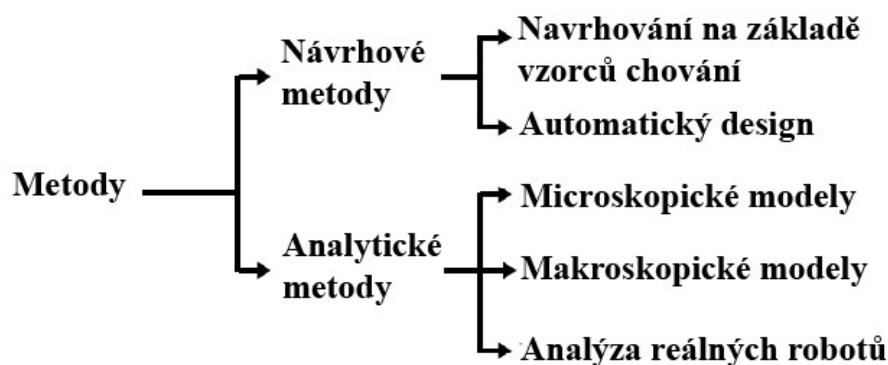 Metody
Návrhové
metody
Navrhování na základě
vzorců chování
Automatický design
Analytické
metody
Microskopické modely
Makroskopické modely
Analýza reálných robotů